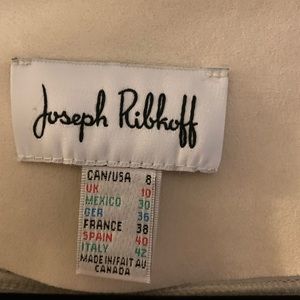 Joseph Ribkoff
CAN/USA 8
UK 10
MEXICO 30
GER 36
FRANCE 38
SPAIN 40
ITALY 42
MADE IN/FAIT AU
CANADA